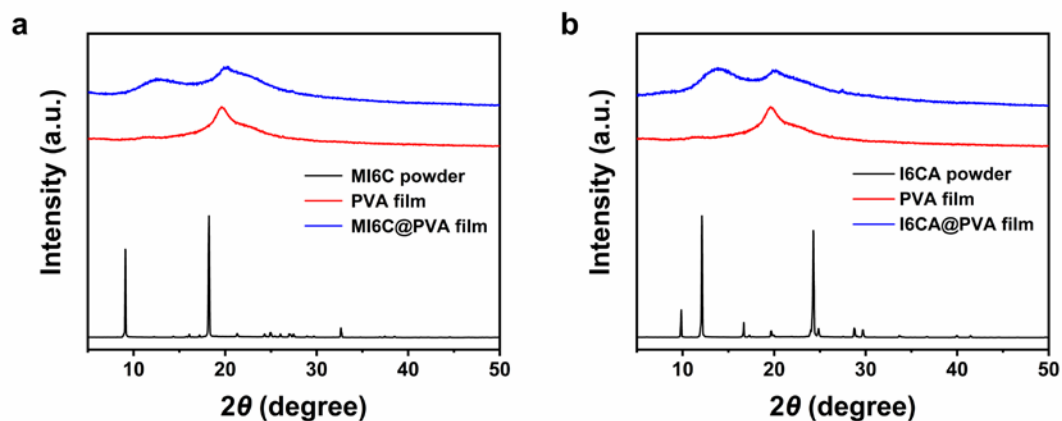 a
Intensity (a.u.)
MI6C powder
PVA film
MI6C@PVA film
10 20 30 40 50
2θ (degree)
b
Intensity (a.u.)
I6CA powder
PVA film
I6CA@PVA film
10 20 30 40 50
2θ (degree)